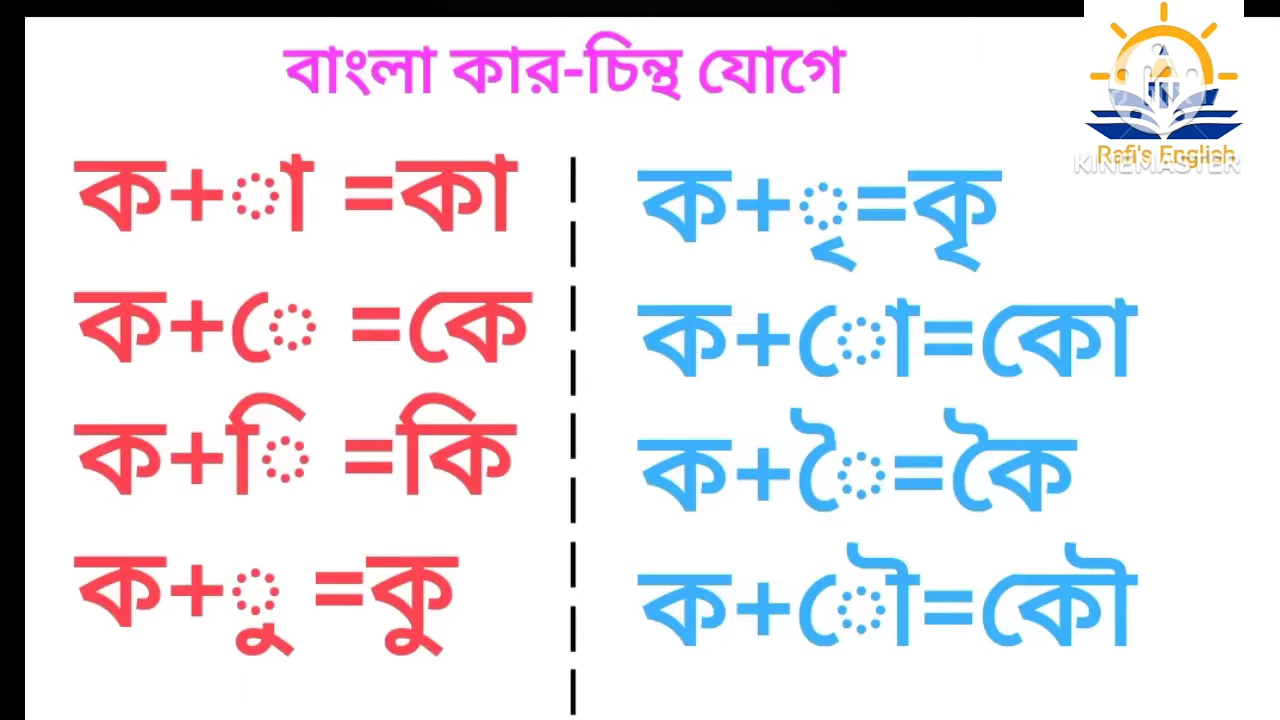 বাংলা কার-চিন্থ যোগে
Rafi's English
KINEMASTER
ক+া =কা
ক+ে =কে
ক+ি =কি
ক+ু =কু
ক+ৃ=কৃ
ক+ো=কো
ক+ৈ=কৈ
ক+ৌ=কৌ